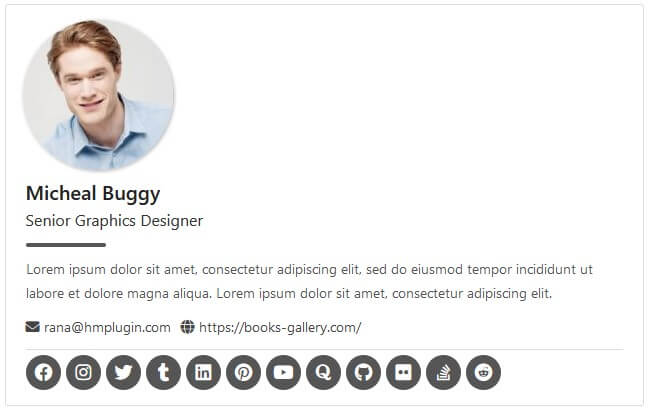 Micheal Buggy
Senior Graphics Designer
Lorem ipsum dolor sit amet, consectetur adipiscing elit, sed do eiusmod tempor incididunt ut
labore et dolore magna aliqua. Lorem ipsum dolor sit amet, consectetur adipiscing elit.
rana@hmplugin.com https://books-gallery.com/